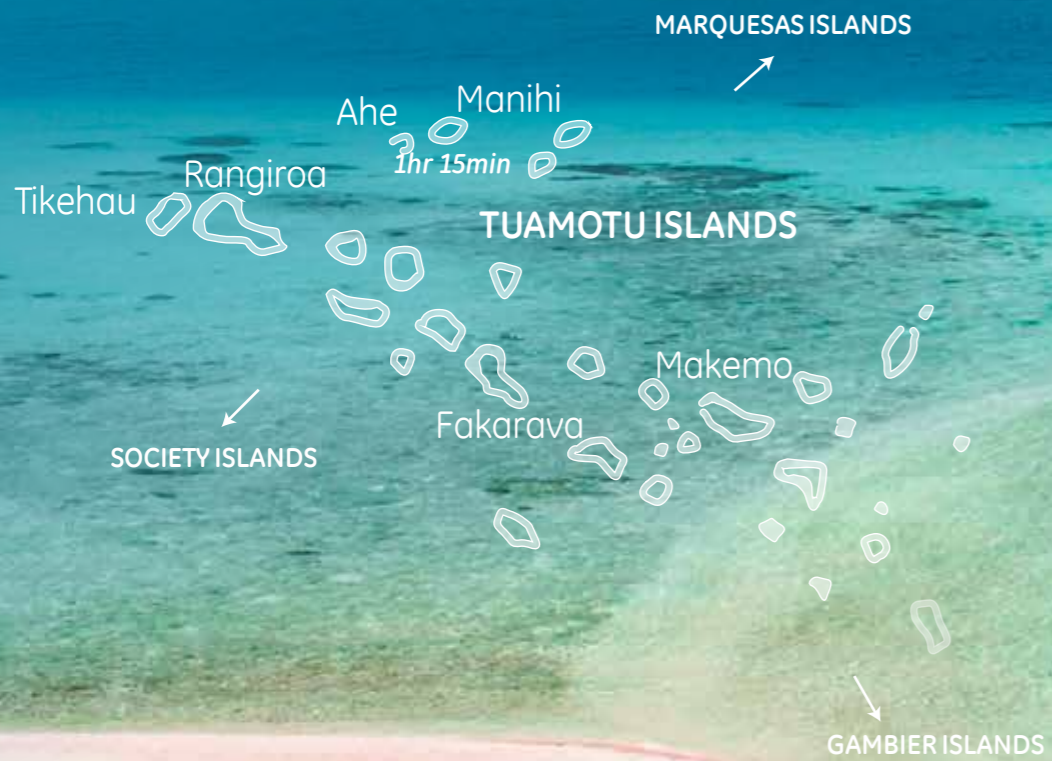 MARQUESAS ISLANDS
Ahe
Manihi
1hr 15min
Rangiroa
Tikehau
TUAMOTU ISLANDS
Makemo
Fakarava
SOCIETY ISLANDS
GAMBIER ISLANDS